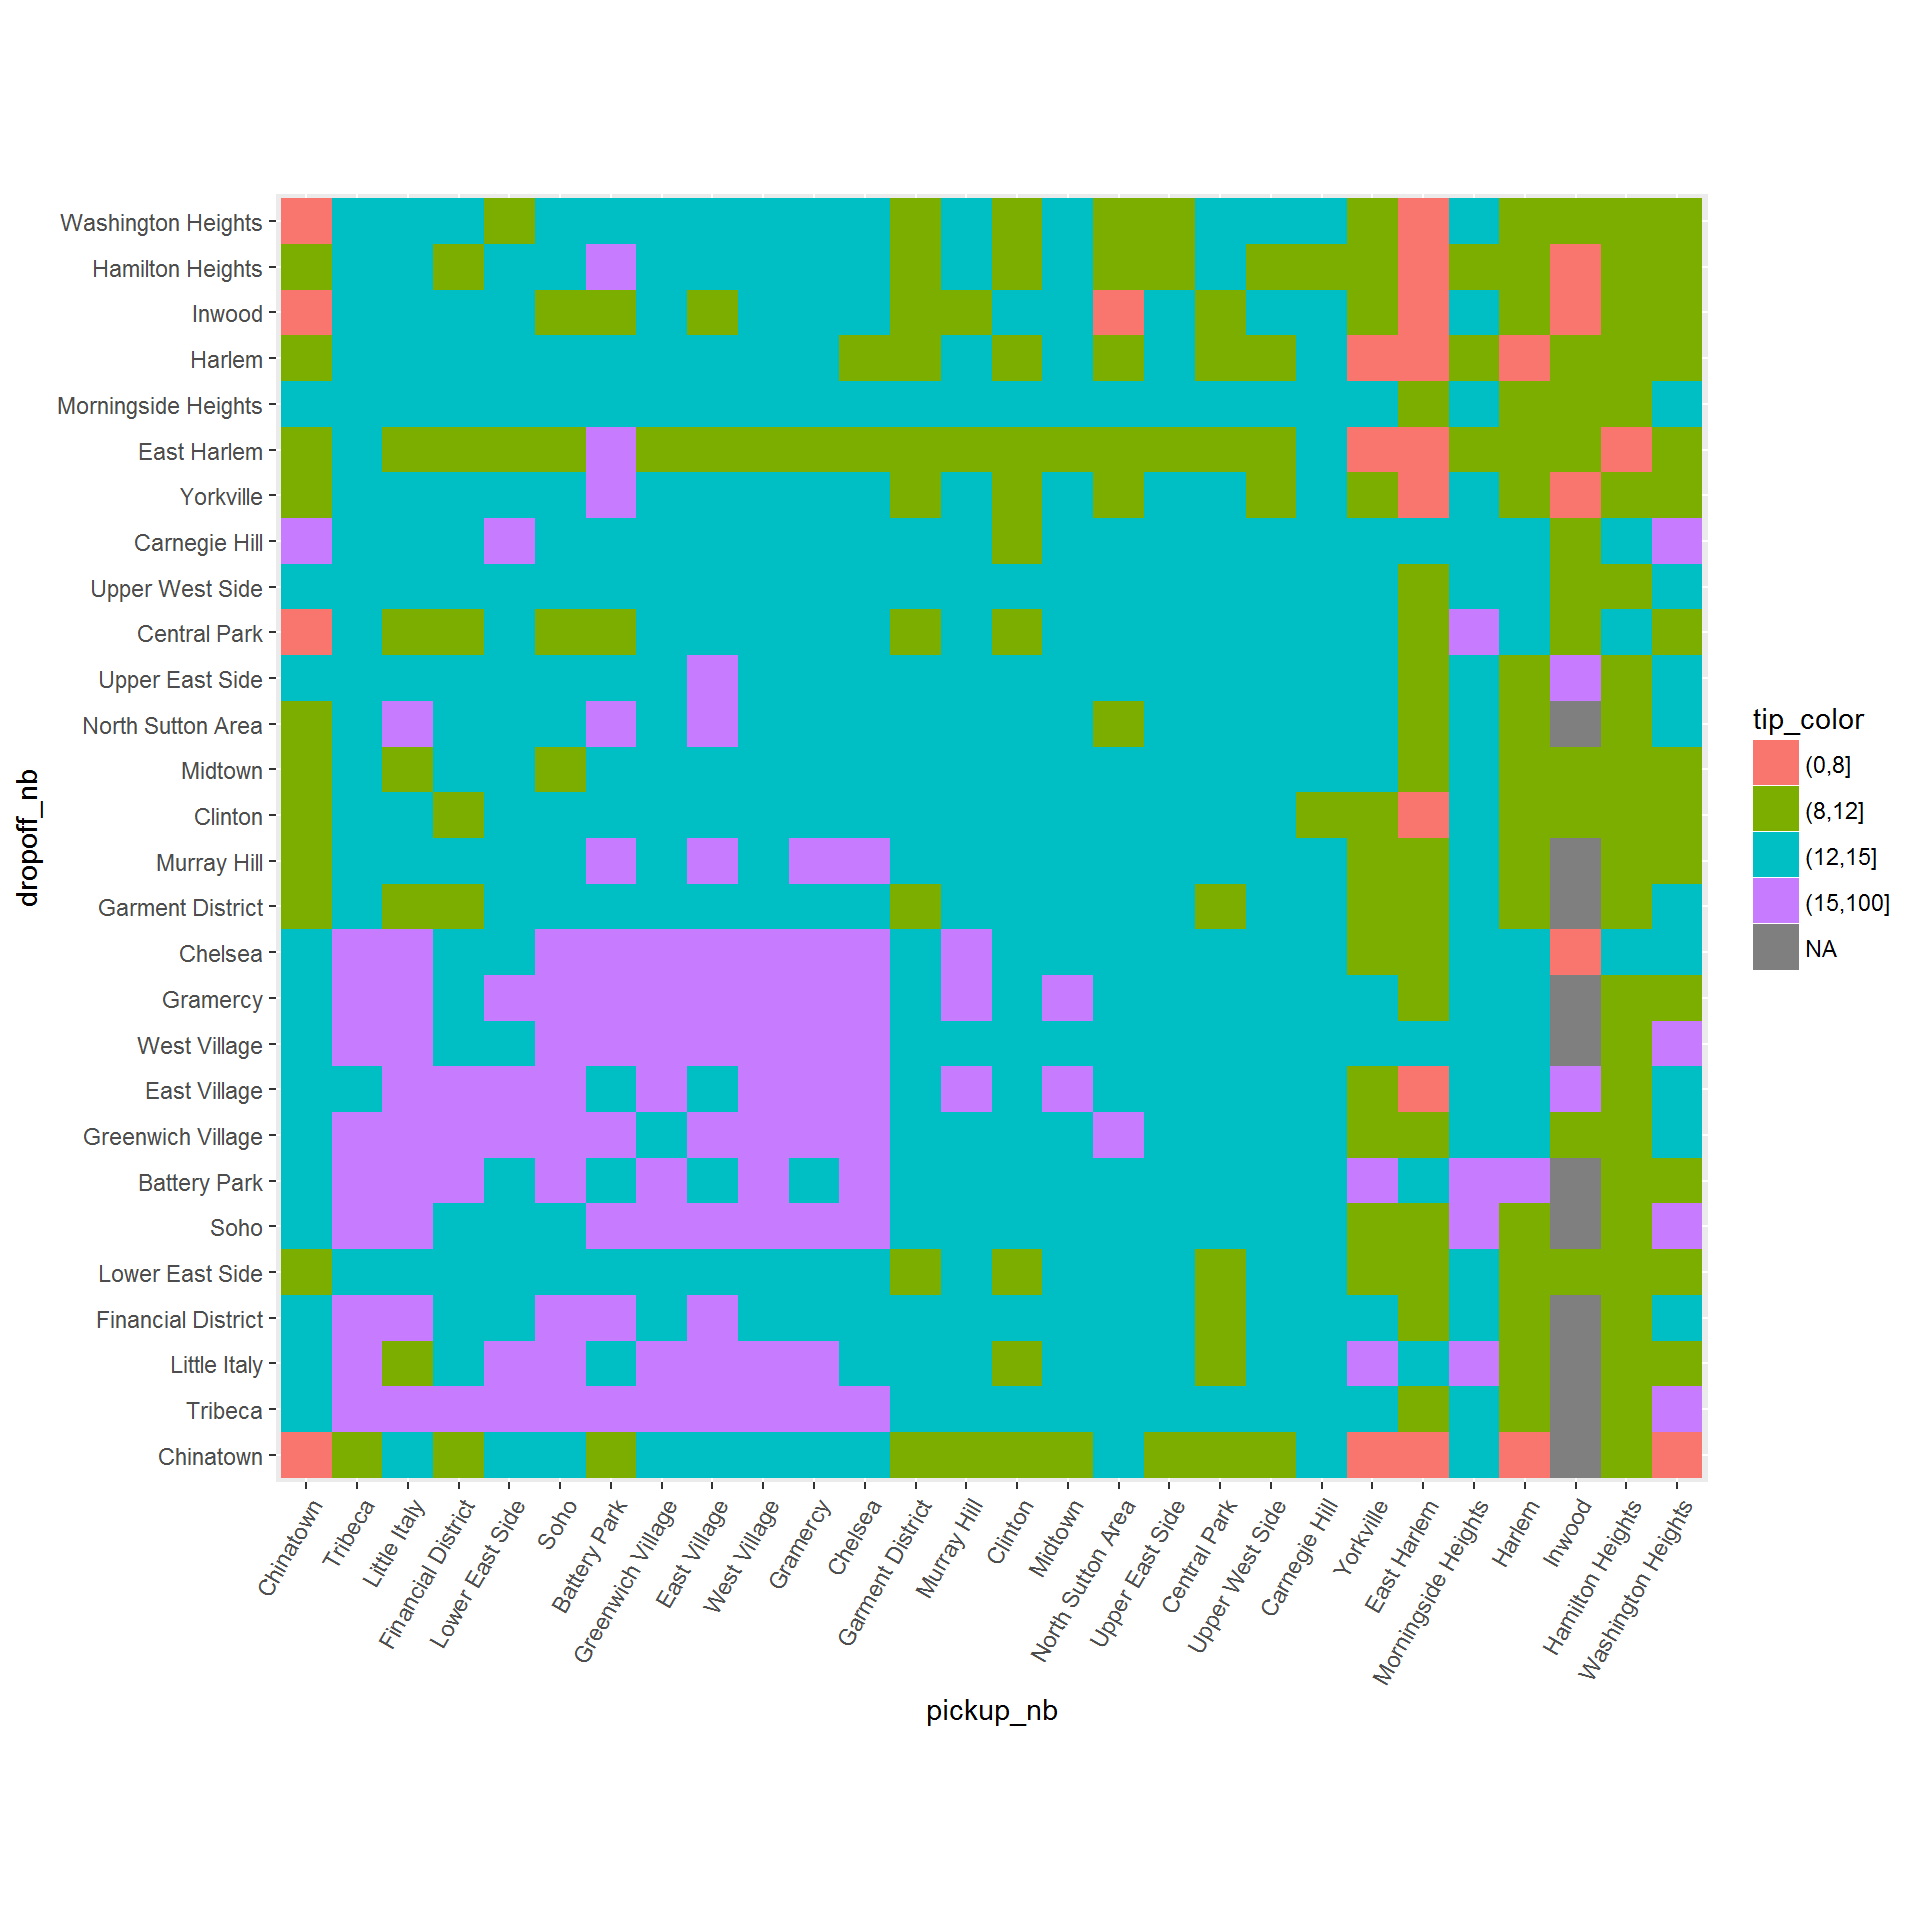 Washington Heights
Hamilton Heights
Inwood
Harlem
Morningside Heights
East Harlem
Yorkville
Carnegie Hill
Upper West Side
Central Park
Upper East Side
North Sutton Area
Midtown
Clinton
Murray Hill
Garment District
Chelsea
Gramercy
West Village
East Village
Greenwich Village
Battery Park
Soho
Lower East Side
Financial District
Little Italy
Tribeca
Chinatown
dropoff_nb
Chinatown
Tribeca
Little Italy
Financial District
Lower East Side
Soho
Battery Park
Greenwich Village
East Village
West Village
Gramercy
Chelsea
Garment District
Murray Hill
Clinton
Midtown
North Sutton Area
Upper East Side
Central Park
Upper West Side
Carnegie Hill
Yorkville
East Harlem
Morningside Heights
Harlem
Inwood
Hamilton Heights
Washington Heights
pickup_nb
tip_color
(0,8]
(8,12]
(12,15]
(15,100]
NA